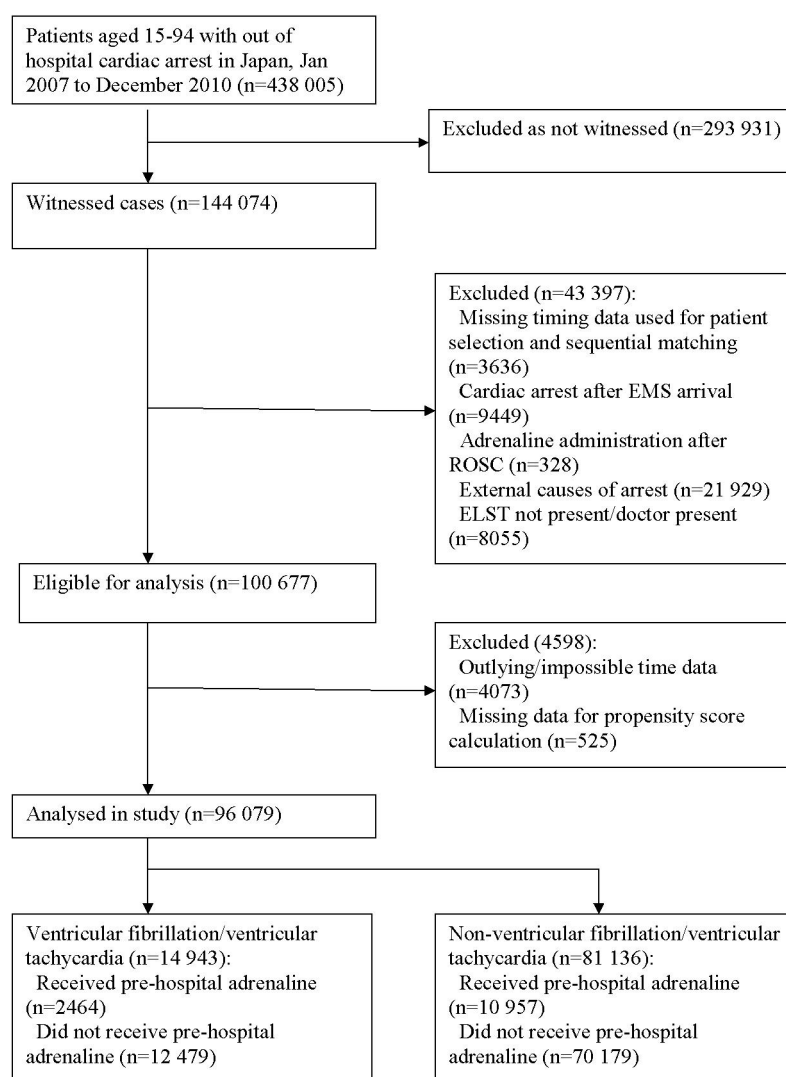 Patients aged 15-94 with out of
hospital cardiac arrest in Japan, Jan
2007 to December 2010 (n=438 005)
Excluded as not witnessed (n=293 931)
Witnessed cases (n=144 074)
Excluded (n=43 397):
Missing timing data used for patient
selection and sequential matching
(n=3636)
Cardiac arrest after EMS arrival
(n=9449)
Adrenaline administration after
ROSC (n=328)
External causes of arrest (n=21 929)
ELST not present/doctor present
(n=8055)
Eligible for analysis (n=100 677)
Excluded (4598):
Outlying/impossible time data
(n=4073)
Missing data for propensity score
calculation (n=525)
Analysed in study (n=96 079)
Ventricular fibrillation/ventricular
tachycardia (n=14 943):
Received pre-hospital adrenaline
(n=2464)
Did not receive pre-hospital
adrenaline (n=12 479)
Non-ventricular fibrillation/ventricular
tachycardia (n=81 136):
Received pre-hospital adrenaline
(n=10 957)
Did not receive pre-hospital
adrenaline (n=70 179)